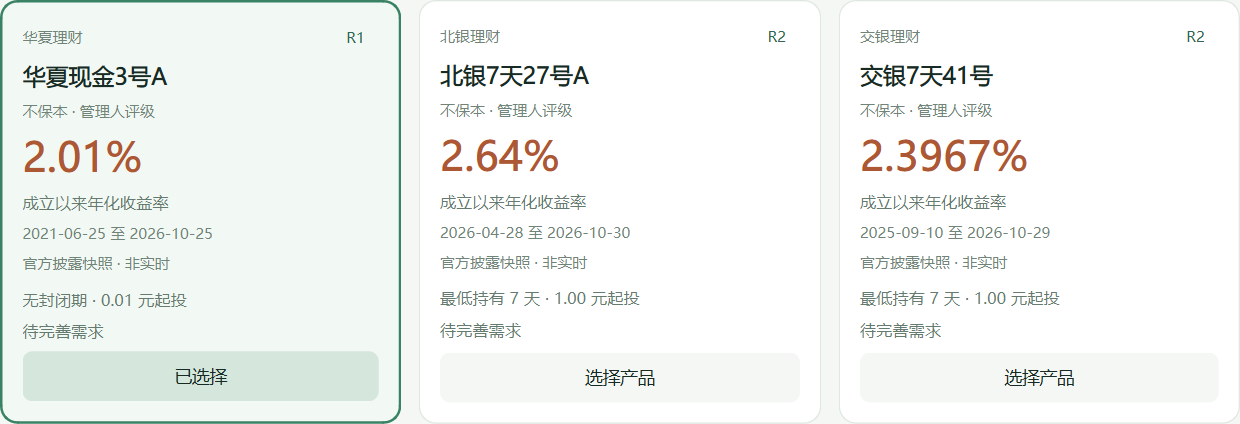 华夏理财
R1
华夏现金3号A
不保本 · 管理人评级
2.01%
成立以来年化收益率
2021-06-25 至 2026-10-25
官方披露快照 · 非实时
无封闭期 · 0.01 元起投
待完善需求
已选择
北银理财
R2
北银7天27号A
不保本 · 管理人评级
2.64%
成立以来年化收益率
2026-04-28 至 2026-10-30
官方披露快照 · 非实时
最低持有 7 天 · 1.00 元起投
待完善需求
选择产品
交银理财
R2
交银7天41号
不保本 · 管理人评级
2.3967%
成立以来年化收益率
2025-09-10 至 2026-10-29
官方披露快照 · 非实时
最低持有 7 天 · 1.00 元起投
待完善需求
选择产品